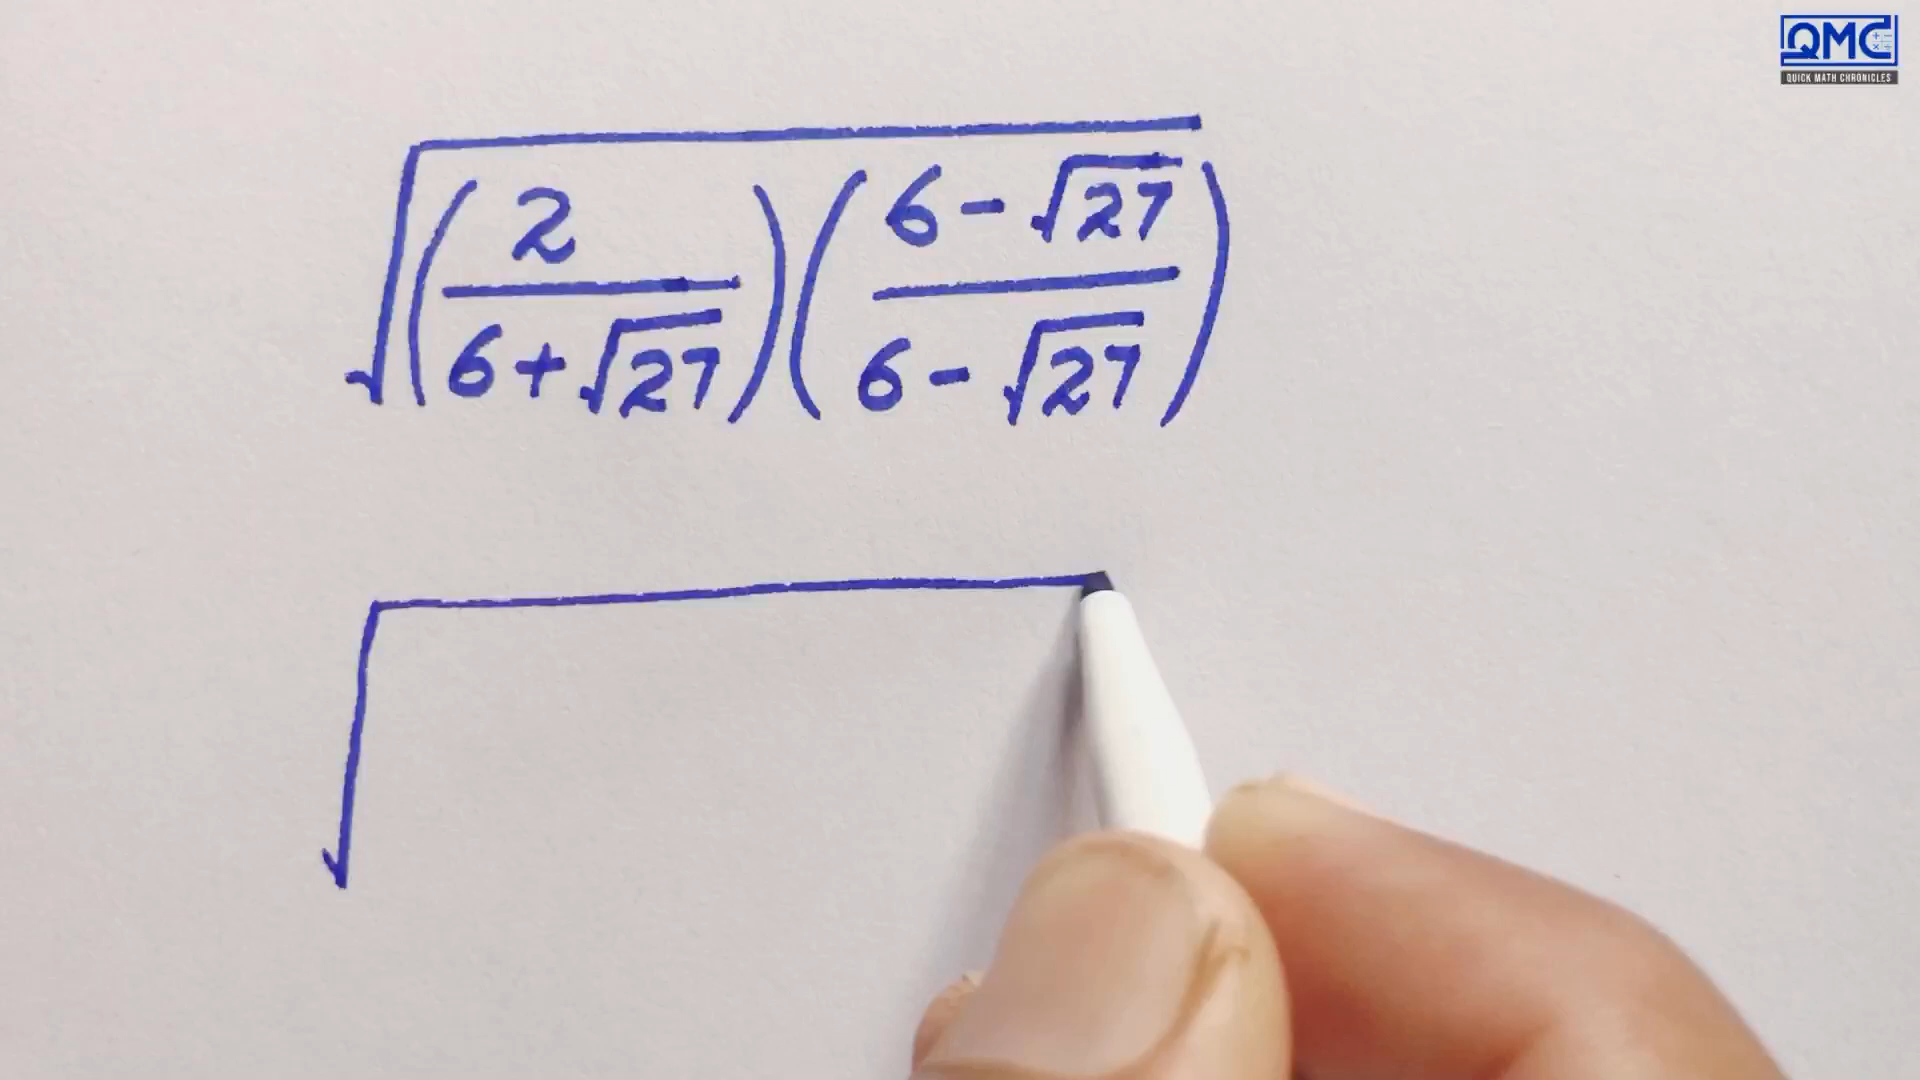 QMC
QUICK MATH CHRONICLES
√((2/(6+√27))((6-√27)/(6-√27)))
√